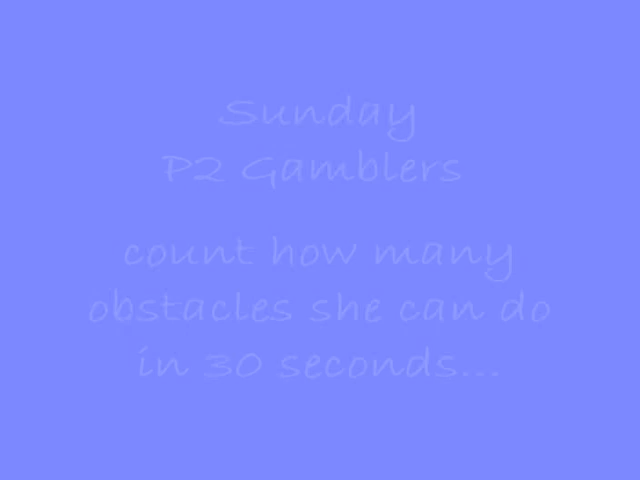 Sunday
P2 Gamblers
count how many
obstacles she can do
in 30 seconds...